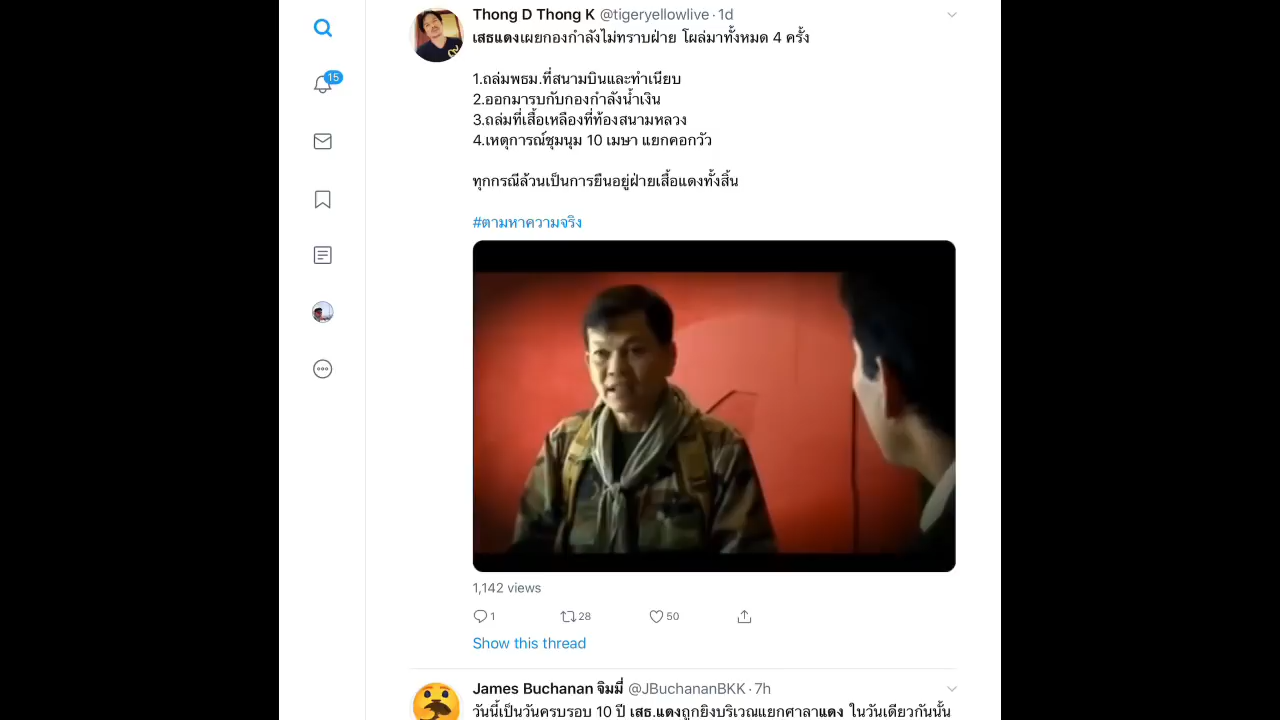 Thong D Thong K @tigeryellowlive · 1d
เสธแดงเผยกองกำลังไม่ทราบฝ่าย โผล่มาทั้งหมด 4 ครั้ง
15
1.ถล่มพธม.ที่สนามบินและทำเนียบ
2.ออกมารบกับกองกำลังน้ำเงิน
3.ถล่มที่เสื้อเหลืองที่ท้องสนามหลวง
4.เหตุการณ์ชุมนุม 10 เมษา แยกคอกวัว
ทุกกรณีล้วนเป็นการยืนอยู่ฝ่ายเสื้อแดงทั้งสิ้น
#ตามหาความจริง
1,142 views
1 28 50
Show this thread
James Buchanan จิมมี่ @JBuchananBKK · 7h
วันนี้เป็นวันครบรอบ 10 ปี เสธ.แดงถูกยิงบริเวณแยกศาลาแดง ในวันเดียวกันนั้น